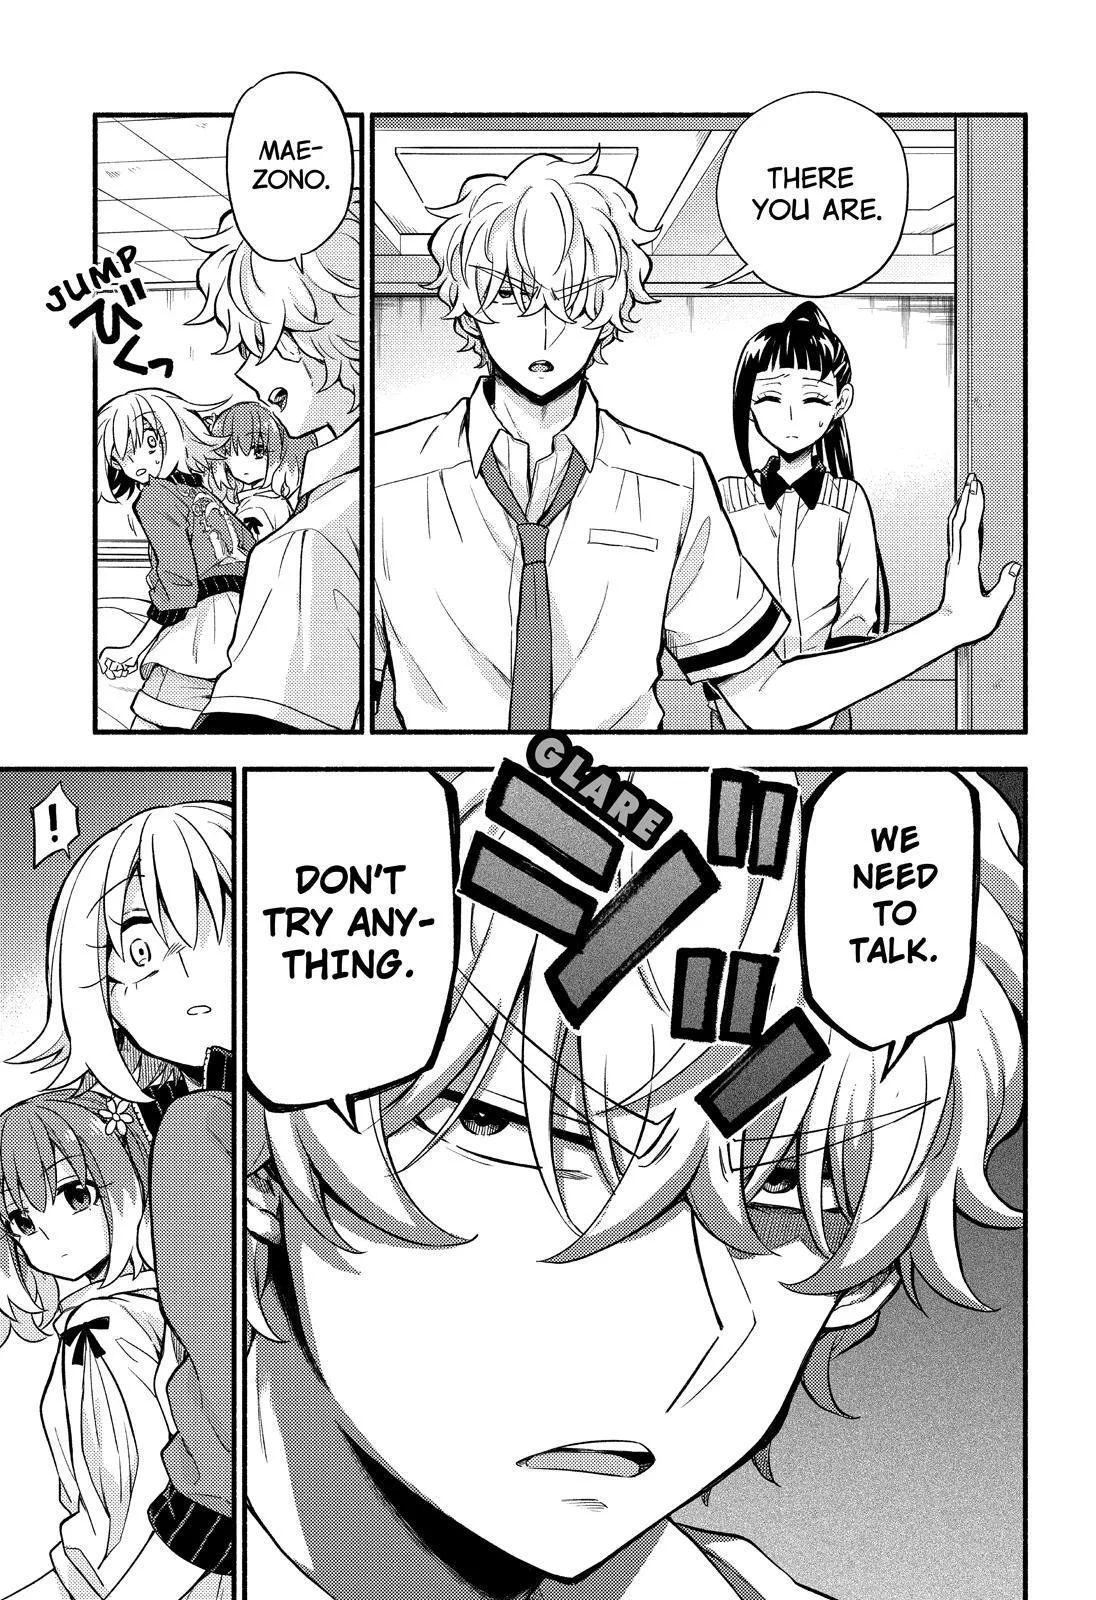 THERE
YOU ARE.
MAE-
ZONO.
JUMP
びくっ
WE
NEED
TO
TALK.
GLARE
DON'T
TRY ANY-
THING.
!